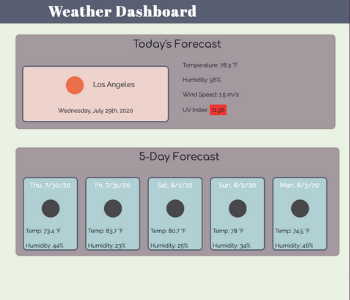 Weather Dashboard
Today's Forecast
Los Angeles
Wednesday, July 29th, 2020
Temperature: 78.3 °F
Humidity: 56%
Wind Speed: 1.5 m/s
UV Index: 11.56
5-Day Forecast
Thu, 7/30/20
Temp: 73.4 °F
Humidity: 44%
Fri, 7/31/20
Temp: 83.7 °F
Humidity: 23%
Sat, 8/1/20
Temp: 80.7 °F
Humidity: 25%
Sun, 8/2/20
Temp: 78 °F
Humidity: 34%
Mon, 8/3/20
Temp: 74.5 °F
Humidity: 46%